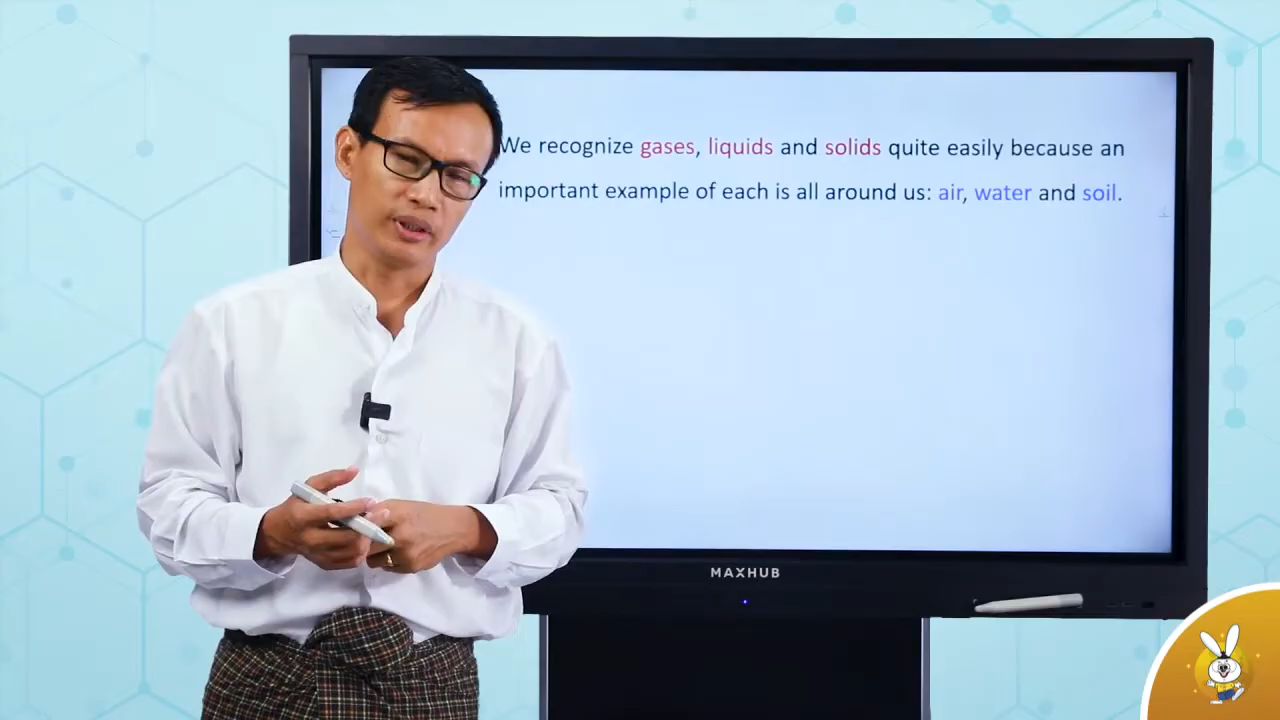 We recognize gases, liquids and solids quite easily because an
important example of each is all around us: air, water and soil.
MAXHUB